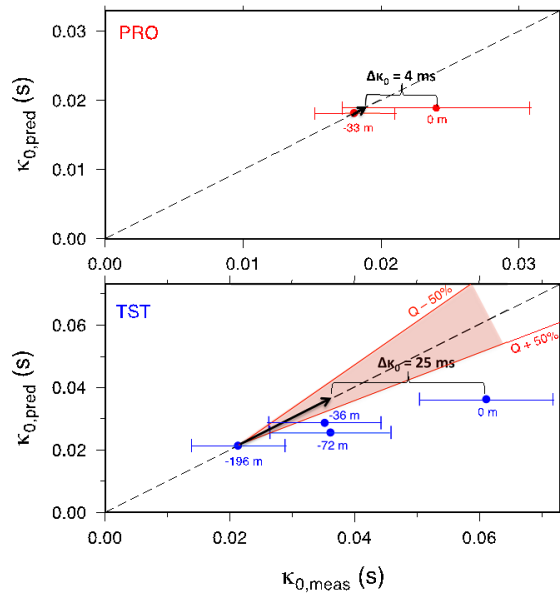 PRO
Δκ₀ = 4 ms
-33 m
0 m
κ₀,pred (s)
0.03
0.02
0.01
0.00
0.00 0.01 0.02 0.03
TST
Q − 50%
Q + 50%
Δκ₀ = 25 ms
-36 m
0 m
-72 m
-196 m
κ₀,pred (s)
0.06
0.04
0.02
0.00
0.00 0.02 0.04 0.06
κ₀,meas (s)